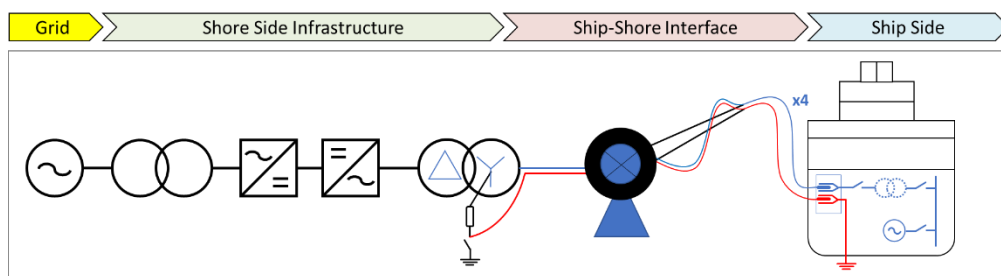 Grid
Shore Side Infrastructure
Ship-Shore Interface
Ship Side
x4